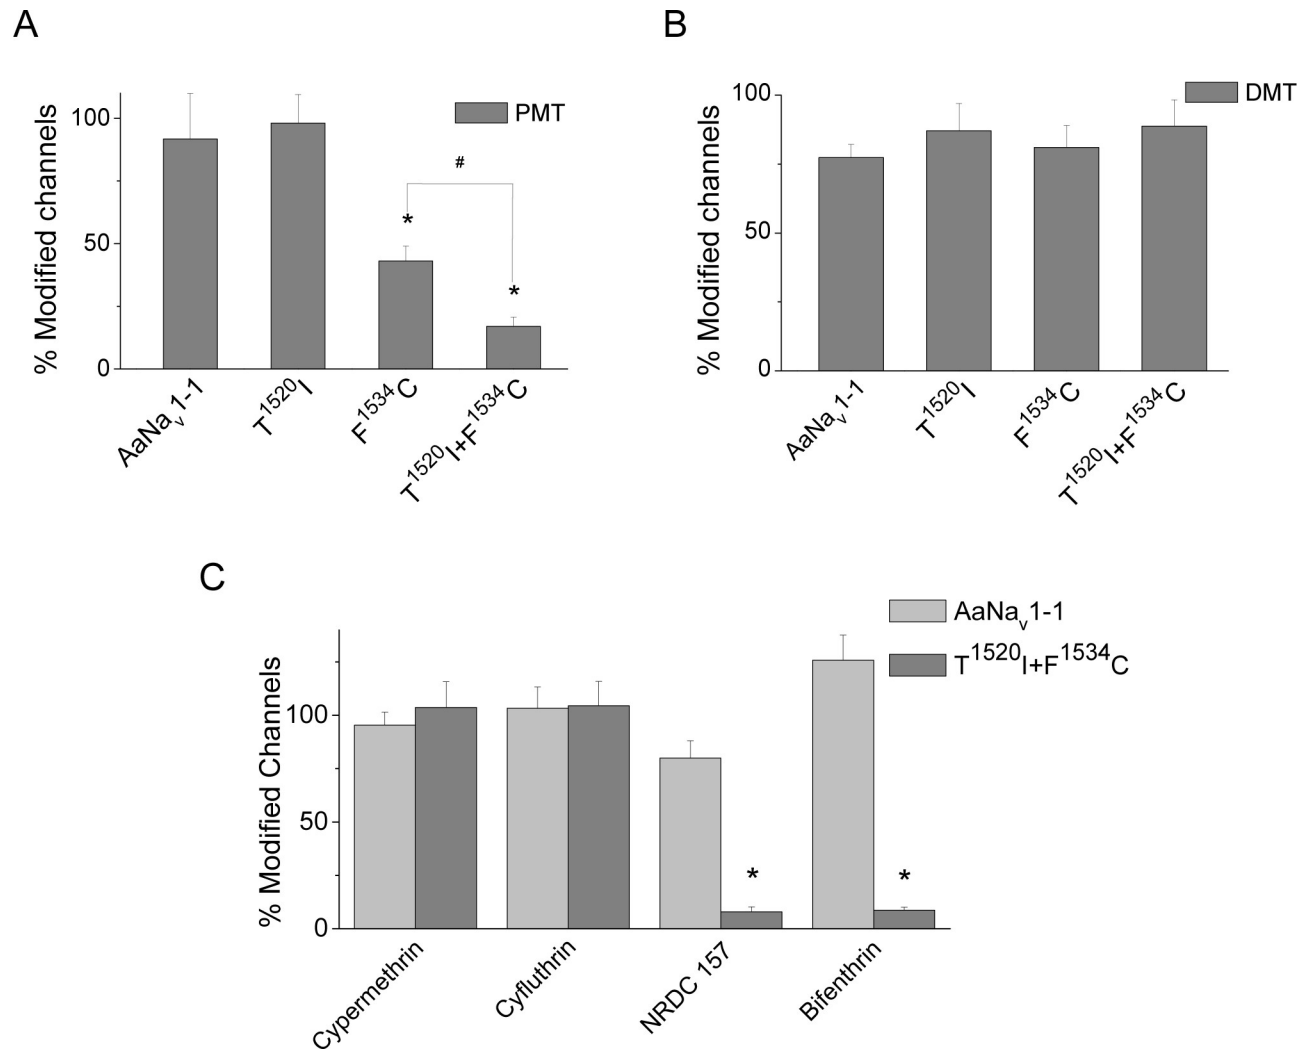 A
% Modified channels
100
50
0
PMT
#
*
*
AaNaᵥ1-1
T¹⁵²⁰I
F¹⁵³⁴C
T¹⁵²⁰I+F¹⁵³⁴C
B
% Modified channels
100
50
0
DMT
AaNaᵥ1-1
T¹⁵²⁰I
F¹⁵³⁴C
T¹⁵²⁰I+F¹⁵³⁴C
C
% Modified Channels
100
50
0
AaNaᵥ1-1
T¹⁵²⁰I+F¹⁵³⁴C
*
*
Cypermethrin
Cyfluthrin
NRDC 157
Bifenthrin